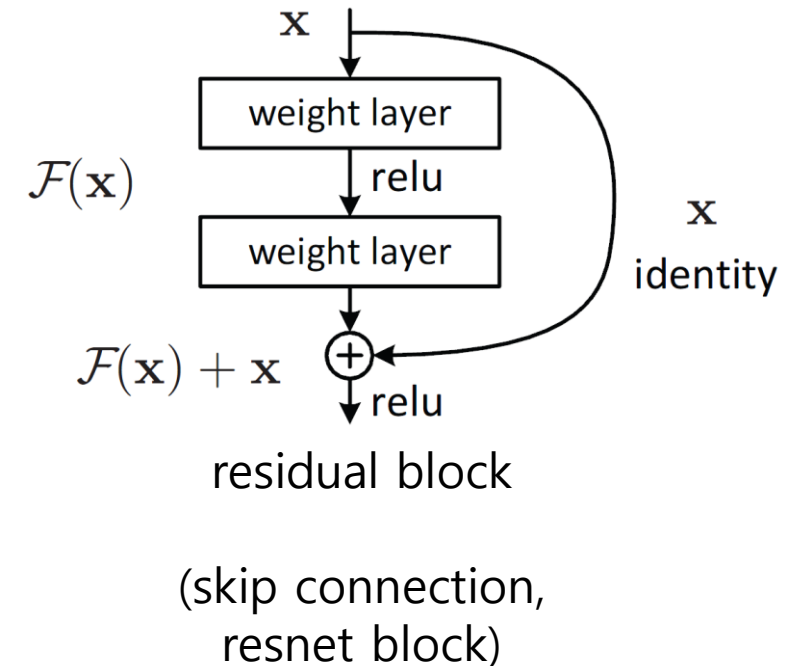 x
weight layer
F(x)
relu
x
weight layer
identity
F(x) + x
+
relu
residual block
(skip connection,
resnet block)